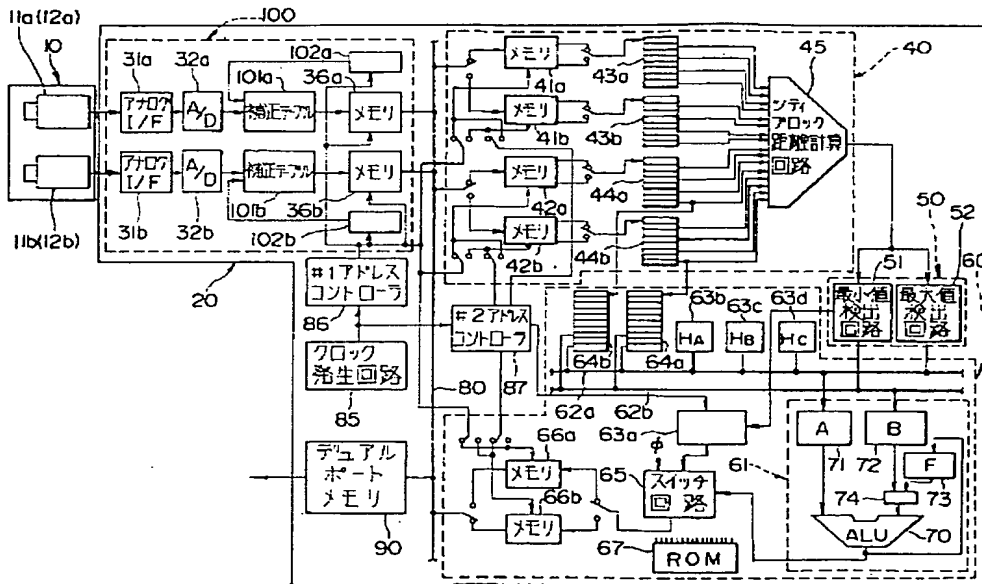 11a(12a)
10
100
102a
31a
32a
101a
36a
アナログ
I/F
A/D
補正テーブル
メモリ
アナログ
I/F
A/D
補正テーブル
メモリ
11b(12b)
31b
32b
101b
36b
102b
20
#1アドレス
コントローラ
86
クロック
発生回路
85
デュアル
ポート
メモリ
90
メモリ
41a
メモリ
41b
メモリ
42a
メモリ
42b
43a
43b
44a
44b
45
40
シティ
ブロック
距離計算
回路
50
52
60
51
最小値
検出
回路
最大値
検出
回路
#2アドレス
コントローラ
87
80
64b
64a
63b
63c
63d
HA
HB
HC
62a
62b
63a
66a
メモリ
66b
メモリ
φ
65
スイッチ
回路
67
ROM
61
A
71
B
72
F
73
74
ALU
70